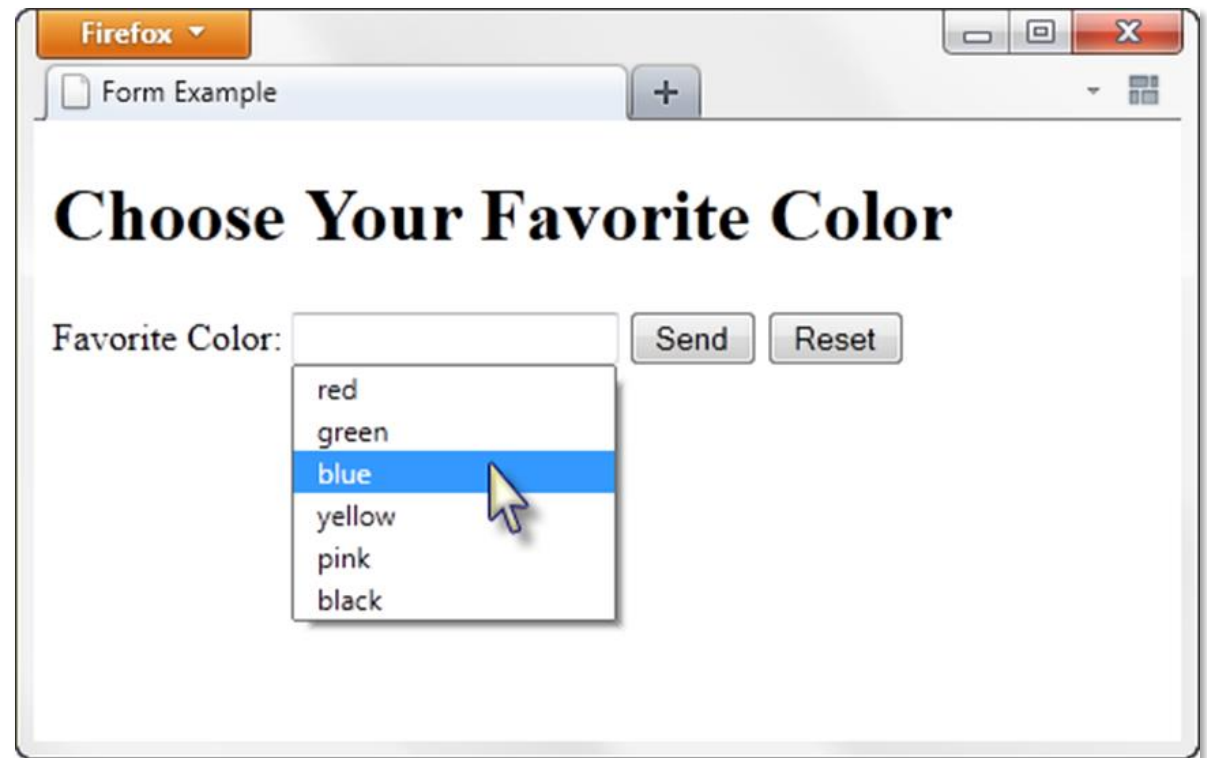 Firefox
Form Example
Choose Your Favorite Color
Favorite Color: Send Reset
red
green
blue
yellow
pink
black